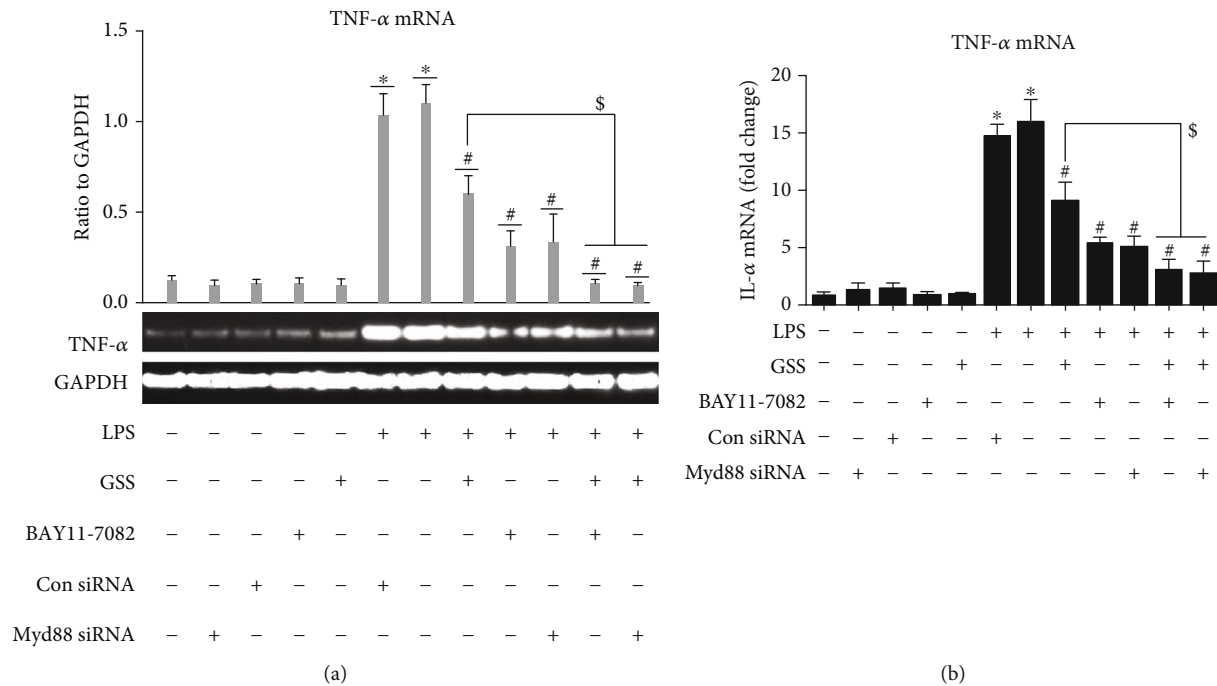 (a)
TNF-α mRNA
Ratio to GAPDH
1.5
1.0
0.5
0.0
* *
$
# # # # #
TNF-α
GAPDH
LPS – – – – – + + + + + + +
GSS – – – – + – – + – – + +
BAY11-7082 – – – + – – – – + – + –
Con siRNA – – + – – + – – – – – –
Myd88 siRNA – + – – – – – – – + – +
TNF-α mRNA
IL-α mRNA (fold change)
20
15
10
5
0
* *
$
# # # # #
LPS – – – – – + + + + + + +
GSS – – – – + – – + – – + +
BAY11-7082 – – – + – – – – + – + –
Con siRNA – – + – – + – – – – – –
Myd88 siRNA – + – – – – – – – + – +
(b)